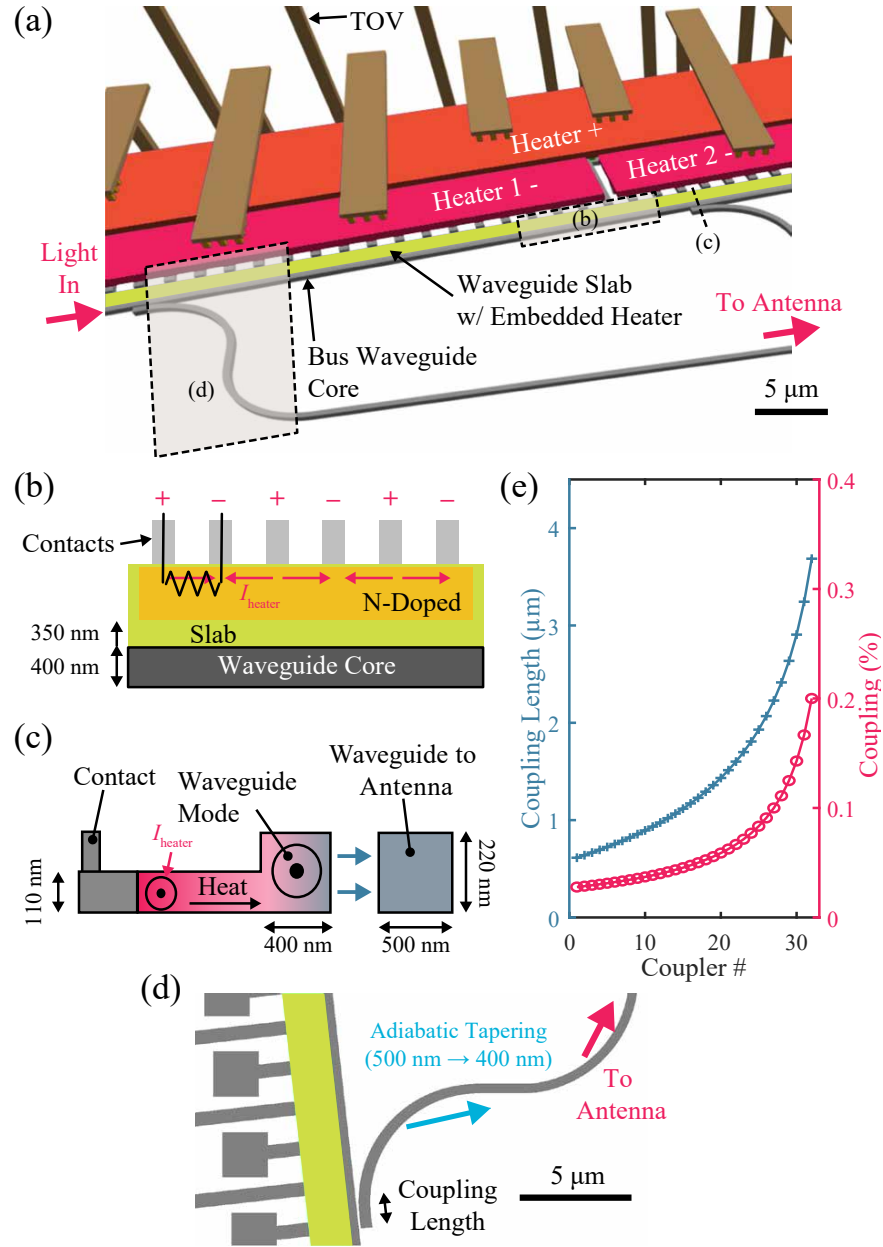 (a)
TOV
Heater +
Heater 1 -
Heater 2 -
(b)
(c)
Light
In
Waveguide Slab
w/ Embedded Heater
To Antenna
Bus Waveguide
Core
(d)
5 μm
(b)
+ − + − + −
Contacts
I heater
N-Doped
350 nm
Slab
400 nm
Waveguide Core
(c)
Contact
Waveguide
Mode
Waveguide to
Antenna
I heater
110 nm
Heat
220 nm
400 nm
500 nm
(e)
Coupling Length (μm)
4
3
2
1
0
0.4
0.3
0.2
0.1
0
Coupling (%)
0 10 20 30
Coupler #
(d)
Adiabatic Tapering
(500 nm → 400 nm)
To
Antenna
Coupling
Length
5 μm